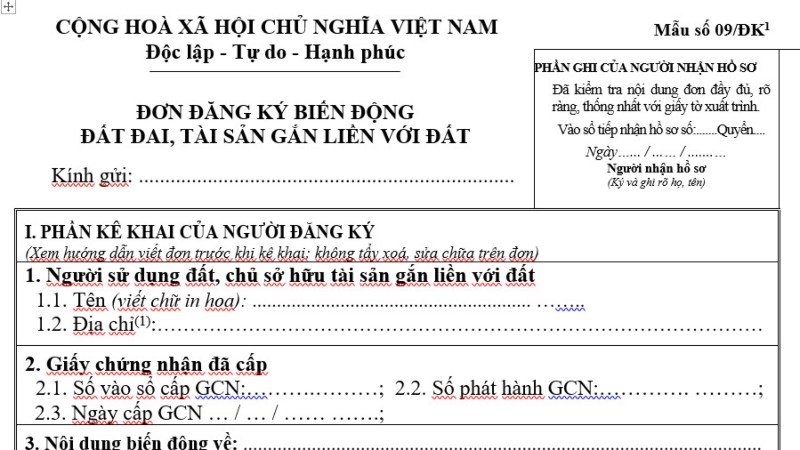 CỘNG HOÀ XÃ HỘI CHỦ NGHĨA VIỆT NAM
Độc lập - Tự do - Hạnh phúc
Mẫu số 09/ĐK1
PHẦN GHI CỦA NGƯỜI NHẬN HỒ SƠ
Đã kiểm tra nội dung đơn đầy đủ, rõ
ràng, thống nhất với giấy tờ xuất trình.
Vào sổ tiếp nhận hồ sơ số:.......Quyển....
Ngày...... / ...... / ..........
Người nhận hồ sơ
(Ký và ghi rõ họ, tên)
ĐƠN ĐĂNG KÝ BIẾN ĐỘNG
ĐẤT ĐAI, TÀI SẢN GẮN LIỀN VỚI ĐẤT
Kính gửi: ....................................................................
I. PHẦN KÊ KHAI CỦA NGƯỜI ĐĂNG KÝ
(Xem hướng dẫn viết đơn trước khi kê khai; không tẩy xoá, sửa chữa trên đơn)
1. Người sử dụng đất, chủ sở hữu tài sản gắn liền với đất
1.1. Tên (viết chữ in hoa): ..................................................... ……..
1.2. Địa chỉ(1):…………………………………………………………………
2. Giấy chứng nhận đã cấp
2.1. Số vào sổ cấp GCN:……………….; 2.2. Số phát hành GCN:………………… ………;
2.3. Ngày cấp GCN … / … / …… …….;
3. Nội dung biến động về: ....................................................................